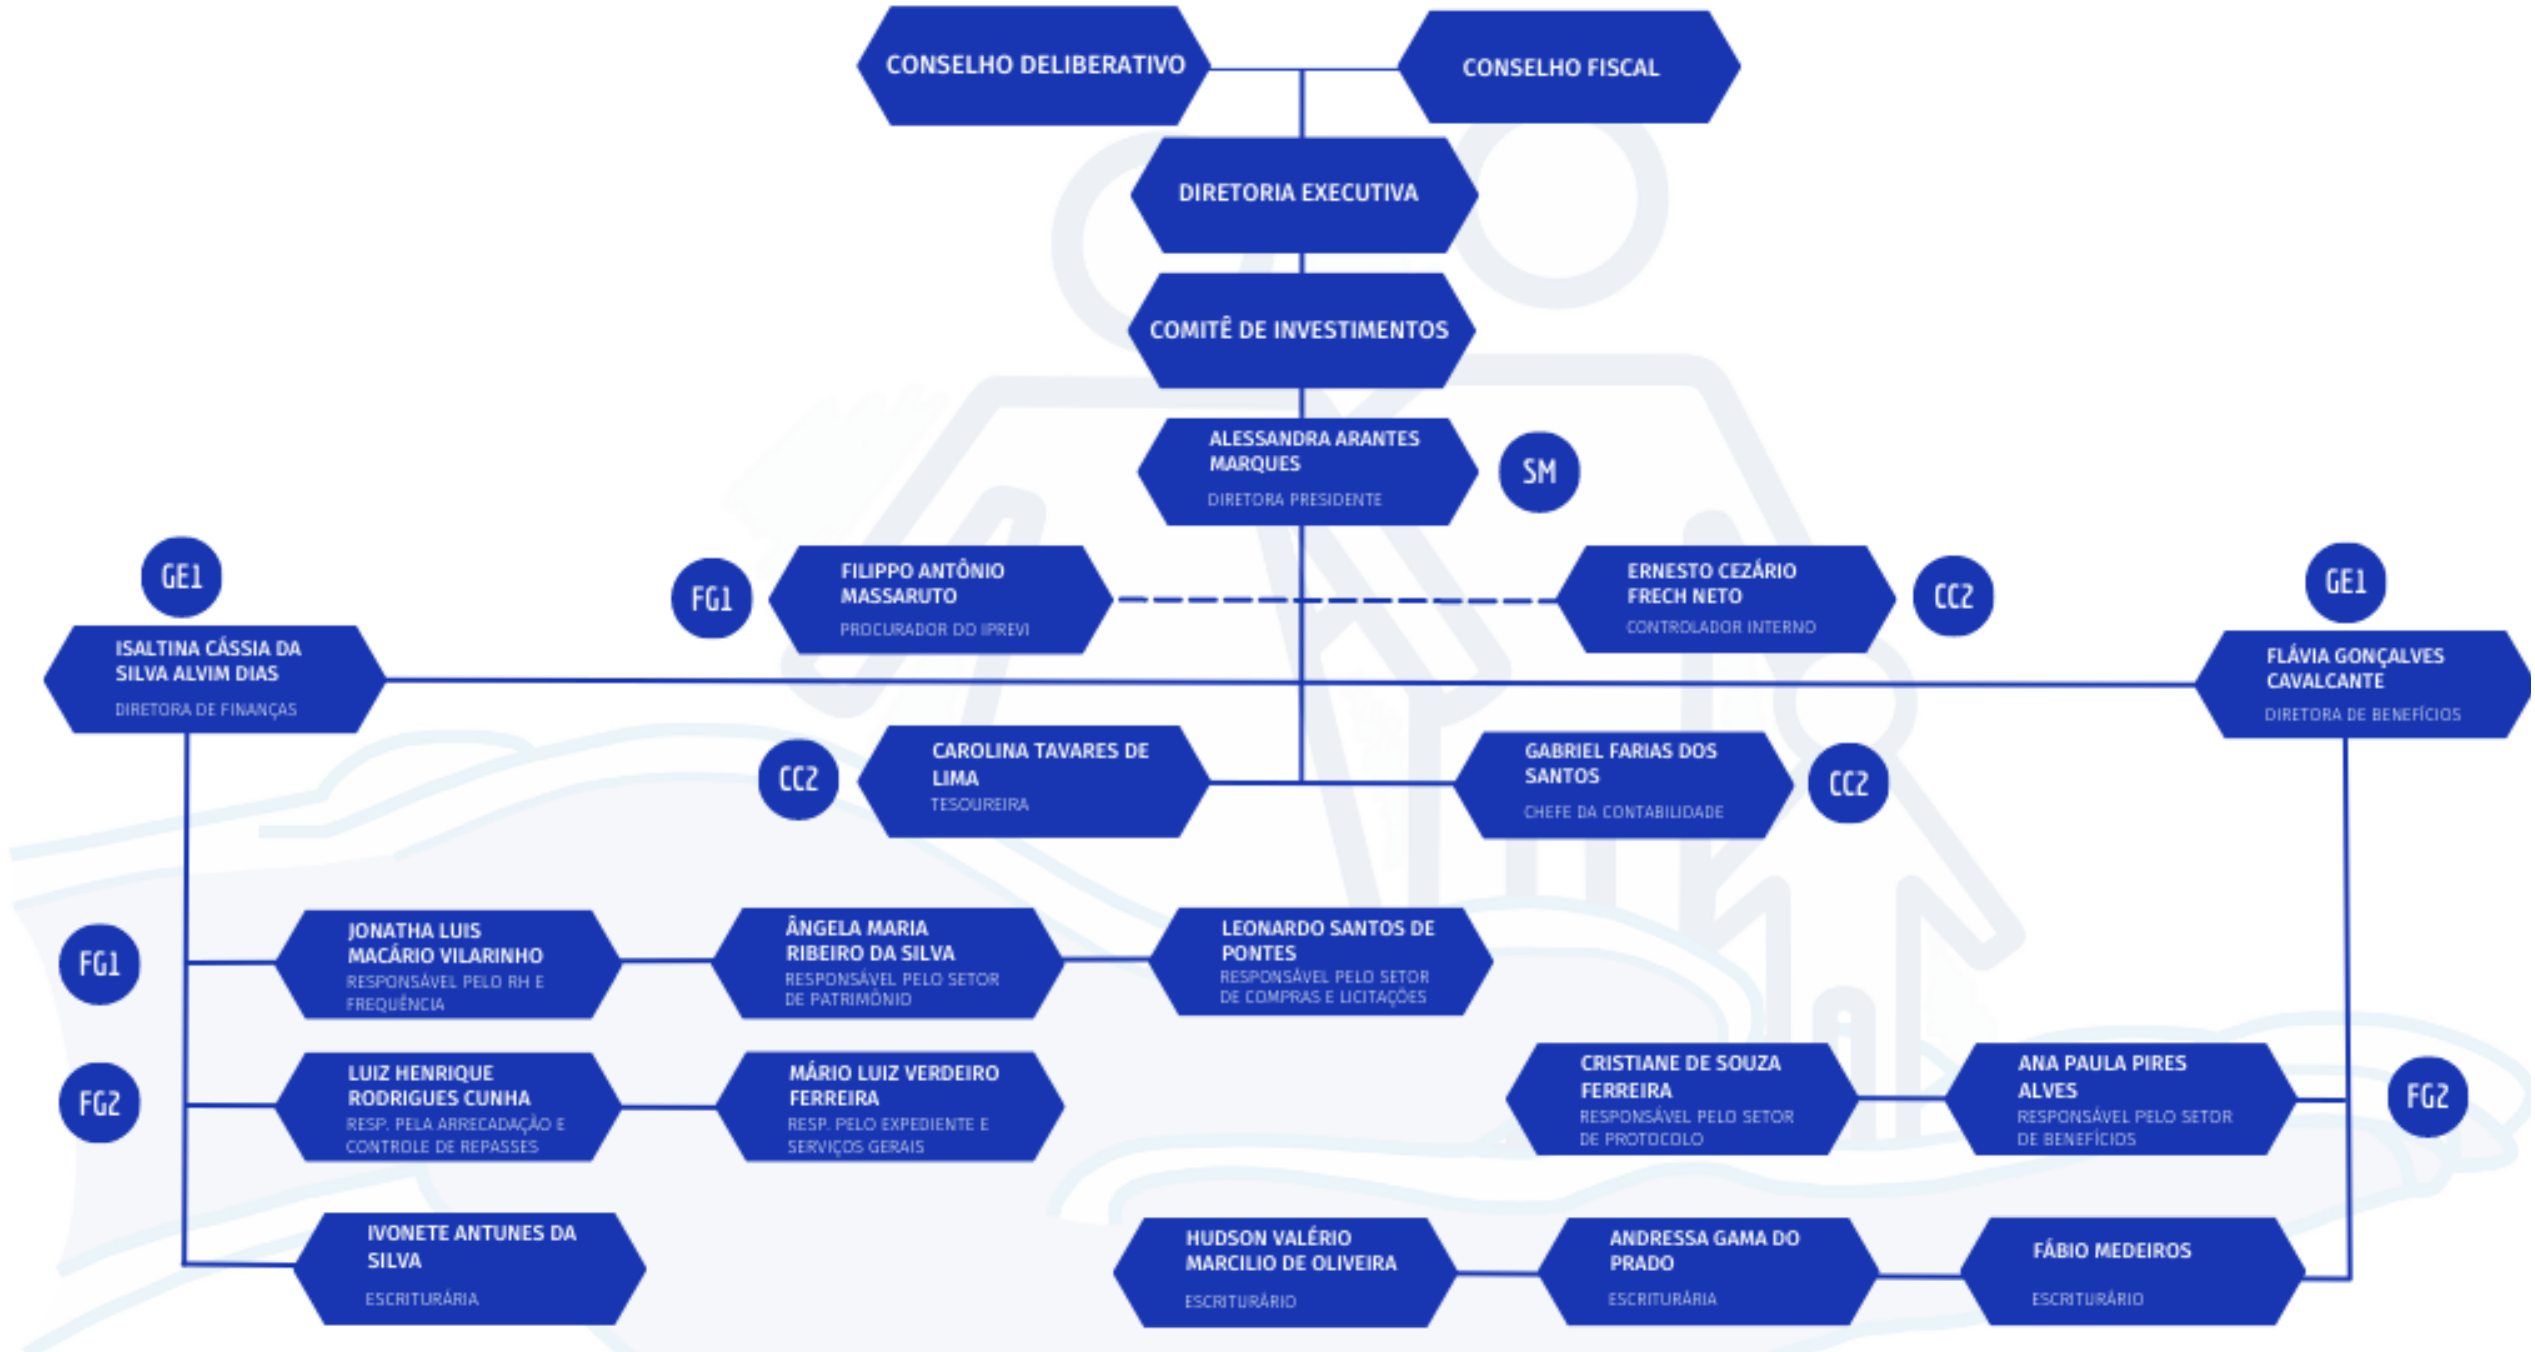 CONSELHO DELIBERATIVO
CONSELHO FISCAL
DIRETORIA EXECUTIVA
COMITÊ DE INVESTIMENTOS
ALESSANDRA ARANTES
MARQUES
DIRETORA PRESIDENTE
SM
GE1
FG1
FILIPPO ANTÔNIO
MASSARUTO
PROCURADOR DO IPREVI
ERNESTO CEZÁRIO
FRECH NETO
CONTROLADOR INTERNO
CC2
GE1
ISALTINA CÁSSIA DA
SILVA ALVIM DIAS
DIRETORA DE FINANÇAS
FLÁVIA GONÇALVES
CAVALCANTE
DIRETORA DE BENEFÍCIOS
CC2
CAROLINA TAVARES DE
LIMA
TESOUREIRA
GABRIEL FARIAS DOS
SANTOS
CHEFE DA CONTABILIDADE
CC2
FG1
JONATHA LUIS
MACÁRIO VILARINHO
RESPONSÁVEL PELO RH E
FREQUÊNCIA
ÂNGELA MARIA
RIBEIRO DA SILVA
RESPONSÁVEL PELO SETOR
DE PATRIMÔNIO
LEONARDO SANTOS DE
PONTES
RESPONSÁVEL PELO SETOR
DE COMPRAS E LICITAÇÕES
FG2
LUIZ HENRIQUE
RODRIGUES CUNHA
RESP. PELA ARRECADAÇÃO E
CONTROLE DE REPASSES
MÁRIO LUIZ VERDEIRO
FERREIRA
RESP. PELO EXPEDIENTE E
SERVIÇOS GERAIS
CRISTIANE DE SOUZA
FERREIRA
RESPONSÁVEL PELO SETOR
DE PROTOCOLO
ANA PAULA PIRES
ALVES
RESPONSÁVEL PELO SETOR
DE BENEFÍCIOS
FG2
IVONETE ANTUNES DA
SILVA
ESCRITURÁRIA
HUDSON VALÉRIO
MARCILIO DE OLIVEIRA
ESCRITURÁRIO
ANDRESSA GAMA DO
PRADO
ESCRITURÁRIA
FÁBIO MEDEIROS
ESCRITURÁRIO